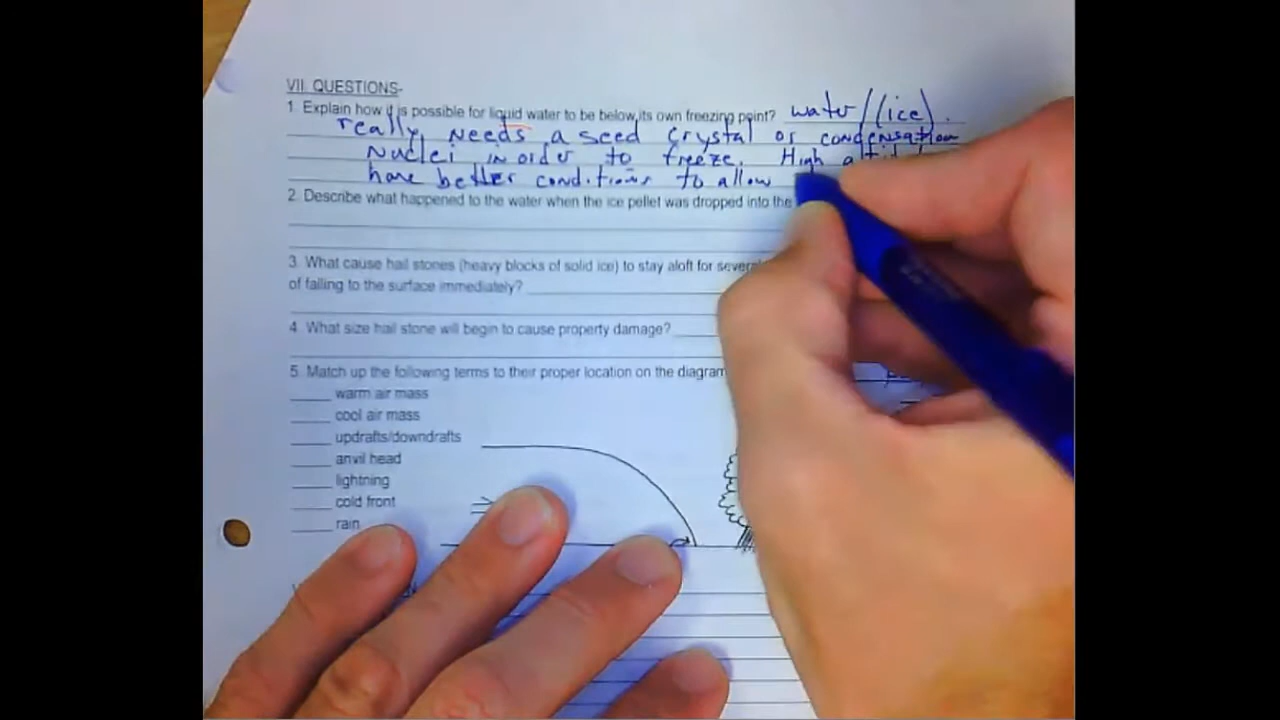 VII. QUESTIONS-
1. Explain how it is possible for liquid water to be below its own freezing point? water/(ice).
really needs a seed crystal or condensation
Nuclei in order to freeze. High
have better conditions to allow
2. Describe what happened to the water when the ice pellet was dropped into the
3. What cause hail stones (heavy blocks of solid ice) to stay aloft for
of falling to the surface immediately?
4. What size hail stone will begin to cause property damage?
5. Match up the following terms to their proper location on the diagram
warm air mass
cool air mass
updrafts/downdrafts
anvil head
lightning
cold front
rain